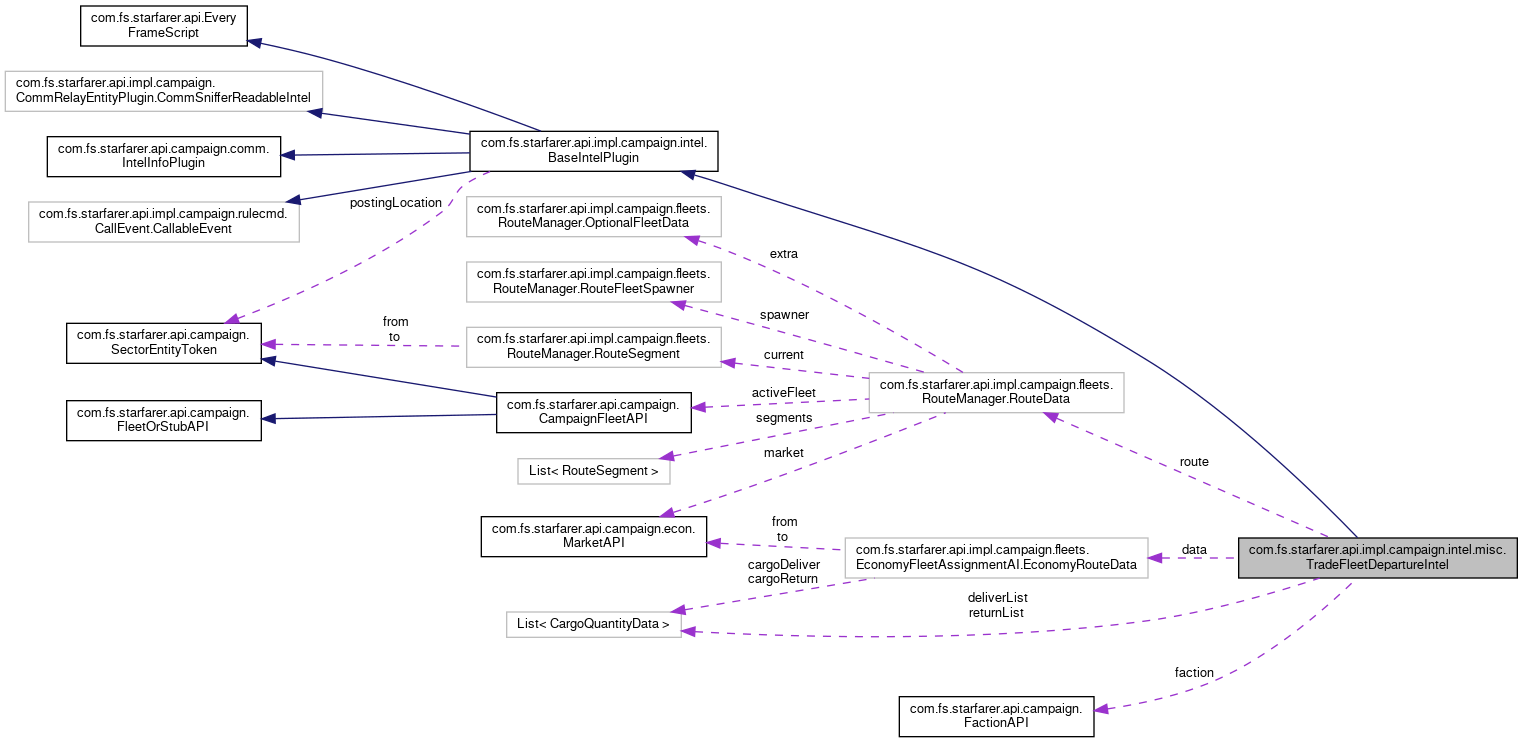 com.fs.starfarer.api.Every
FrameScript
com.fs.starfarer.api.impl.campaign.
CommRelayEntityPlugin.CommSnifferReadableIntel
com.fs.starfarer.api.campaign.comm.
IntelInfoPlugin
com.fs.starfarer.api.impl.campaign.intel.
BaseIntelPlugin
com.fs.starfarer.api.impl.campaign.rulecmd.
CallEvent.CallableEvent
postingLocation
com.fs.starfarer.api.impl.campaign.fleets.
RouteManager.OptionalFleetData
extra
com.fs.starfarer.api.impl.campaign.fleets.
RouteManager.RouteFleetSpawner
spawner
com.fs.starfarer.api.campaign.
SectorEntityToken
from
to
com.fs.starfarer.api.impl.campaign.fleets.
RouteManager.RouteSegment
current
com.fs.starfarer.api.impl.campaign.fleets.
RouteManager.RouteData
com.fs.starfarer.api.campaign.
FleetOrStubAPI
com.fs.starfarer.api.campaign.
CampaignFleetAPI
activeFleet
segments
List< RouteSegment >
market
route
com.fs.starfarer.api.campaign.econ.
MarketAPI
from
to
com.fs.starfarer.api.impl.campaign.fleets.
EconomyFleetAssignmentAI.EconomyRouteData
data
com.fs.starfarer.api.impl.campaign.intel.misc.
TradeFleetDepartureIntel
cargoDeliver
cargoReturn
List< CargoQuantityData >
deliverList
returnList
faction
com.fs.starfarer.api.campaign.
FactionAPI